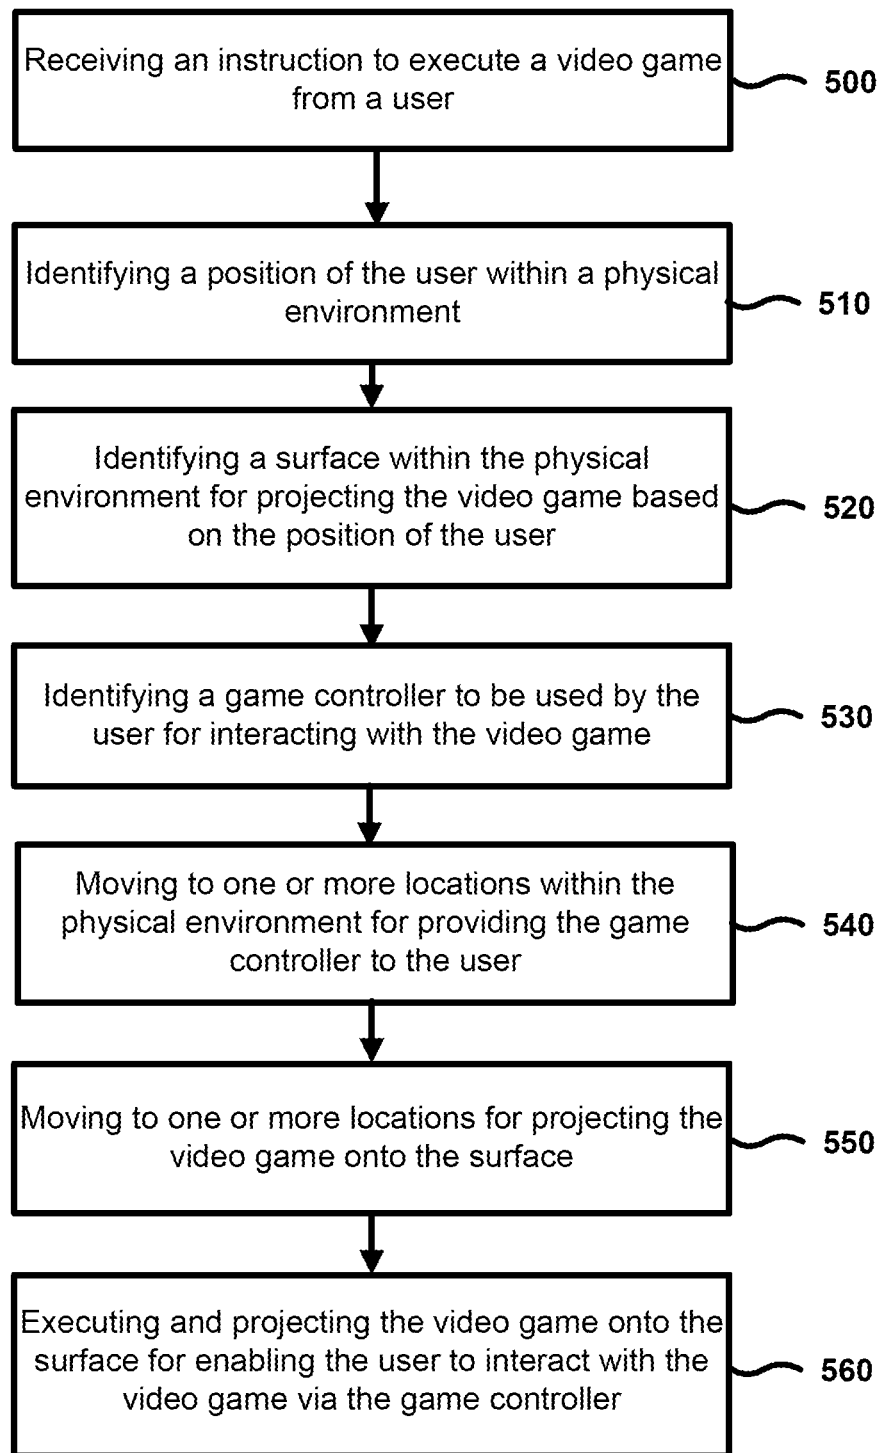 Receiving an instruction to execute a video game
from a user
500
Identifying a position of the user within a physical
environment
510
Identifying a surface within the physical
environment for projecting the video game based
on the position of the user
520
Identifying a game controller to be used by the
user for interacting with the video game
530
Moving to one or more locations within the
physical environment for providing the game
controller to the user
540
Moving to one or more locations for projecting the
video game onto the surface
550
Executing and projecting the video game onto the
surface for enabling the user to interact with the
video game via the game controller
560